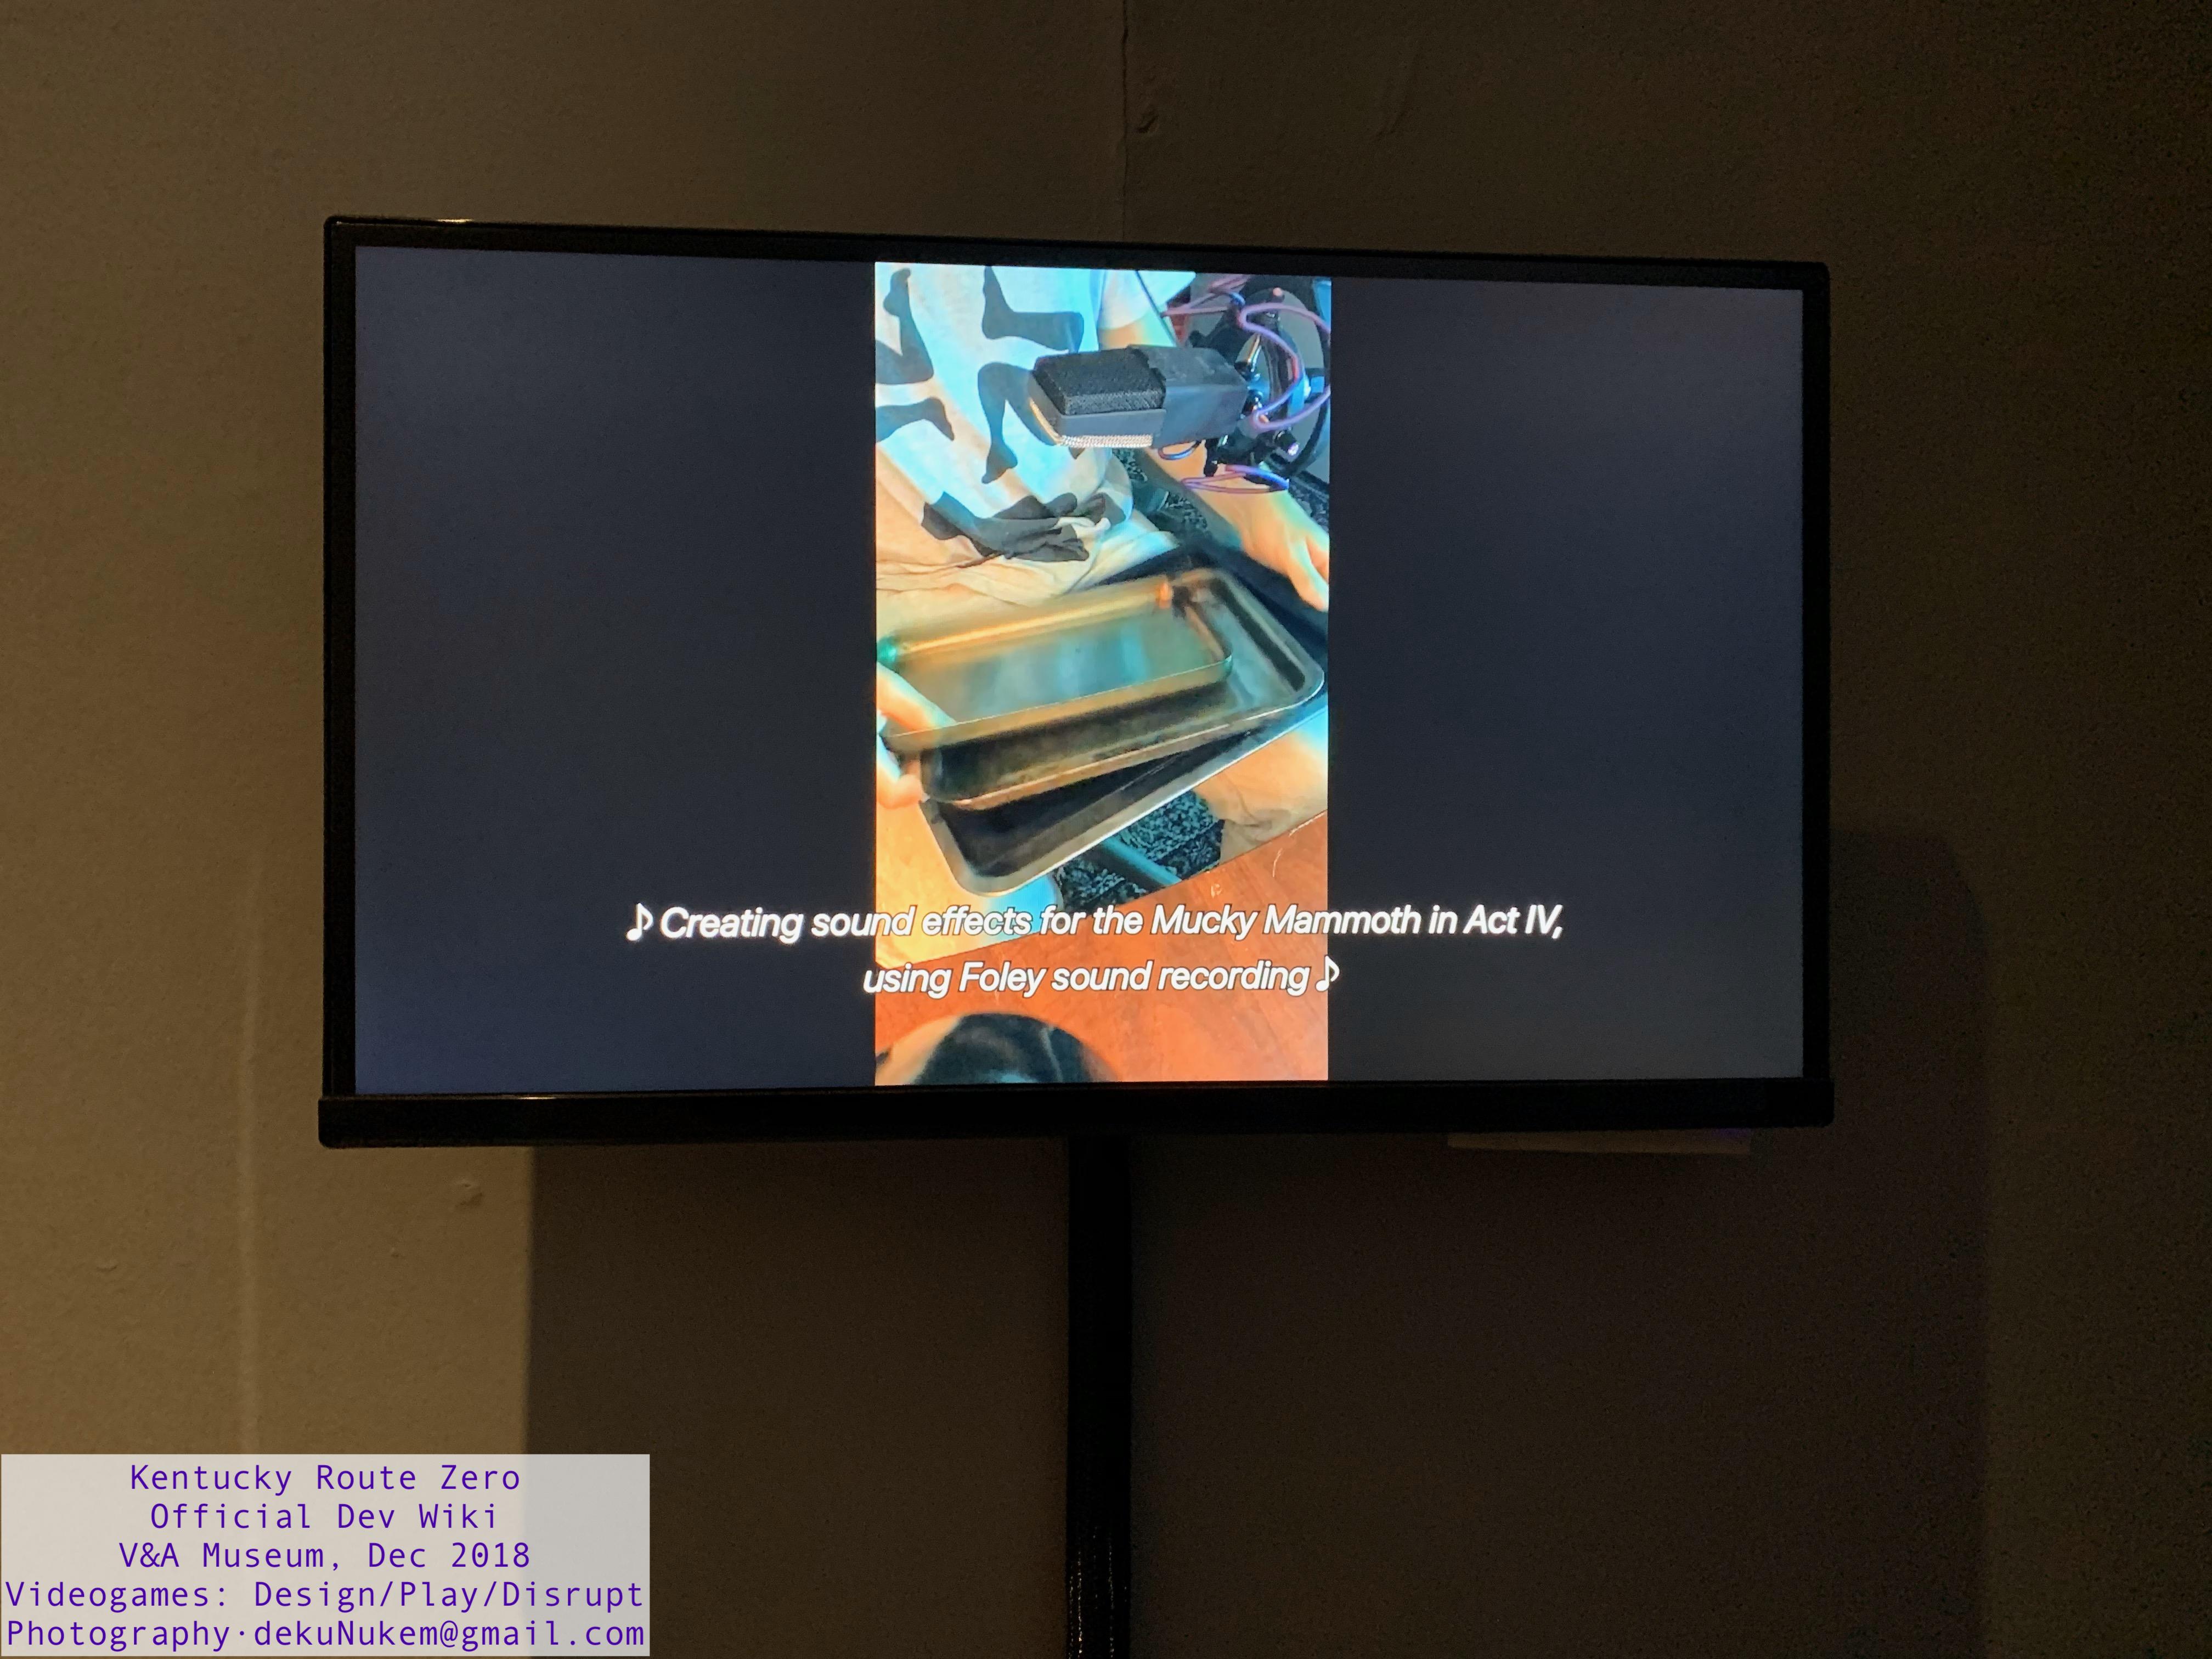 ♪ Creating sound effects for the Mucky Mammoth in Act IV,
using Foley sound recording ♪
Kentucky Route Zero
Official Dev Wiki
V&A Museum, Dec 2018
Videogames: Design/Play/Disrupt
Photography·dekuNukem@gmail.com